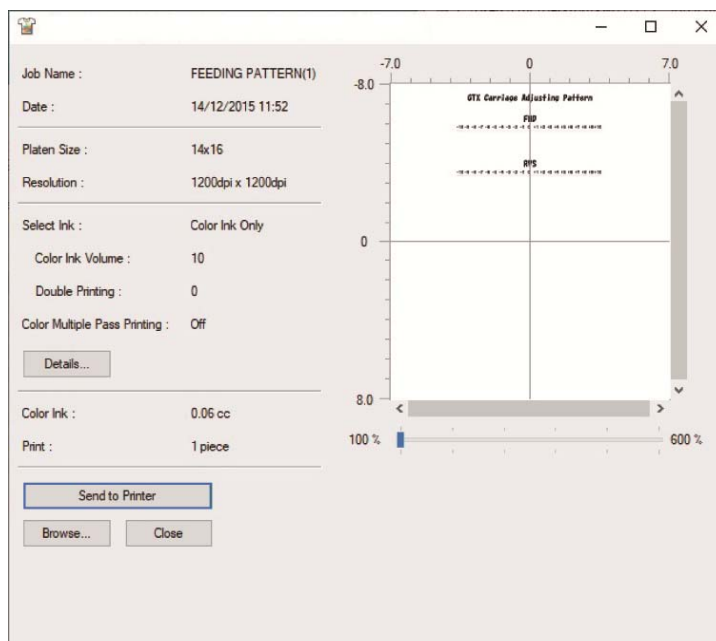 Job Name : FEEDING PATTERN(1)
Date : 14/12/2015 11:52
Platen Size : 14x16
Resolution : 1200dpi x 1200dpi
Select Ink : Color Ink Only
Color Ink Volume : 10
Double Printing : 0
Color Multiple Pass Printing : Off
Details...
Color Ink : 0.06 cc
Print : 1 piece
Send to Printer
Browse... Close
-7.0 0 7.0
-8.0
GTX Carriage Adjusting Pattern
FWD
RVS
0
8.0
100 % 600 %